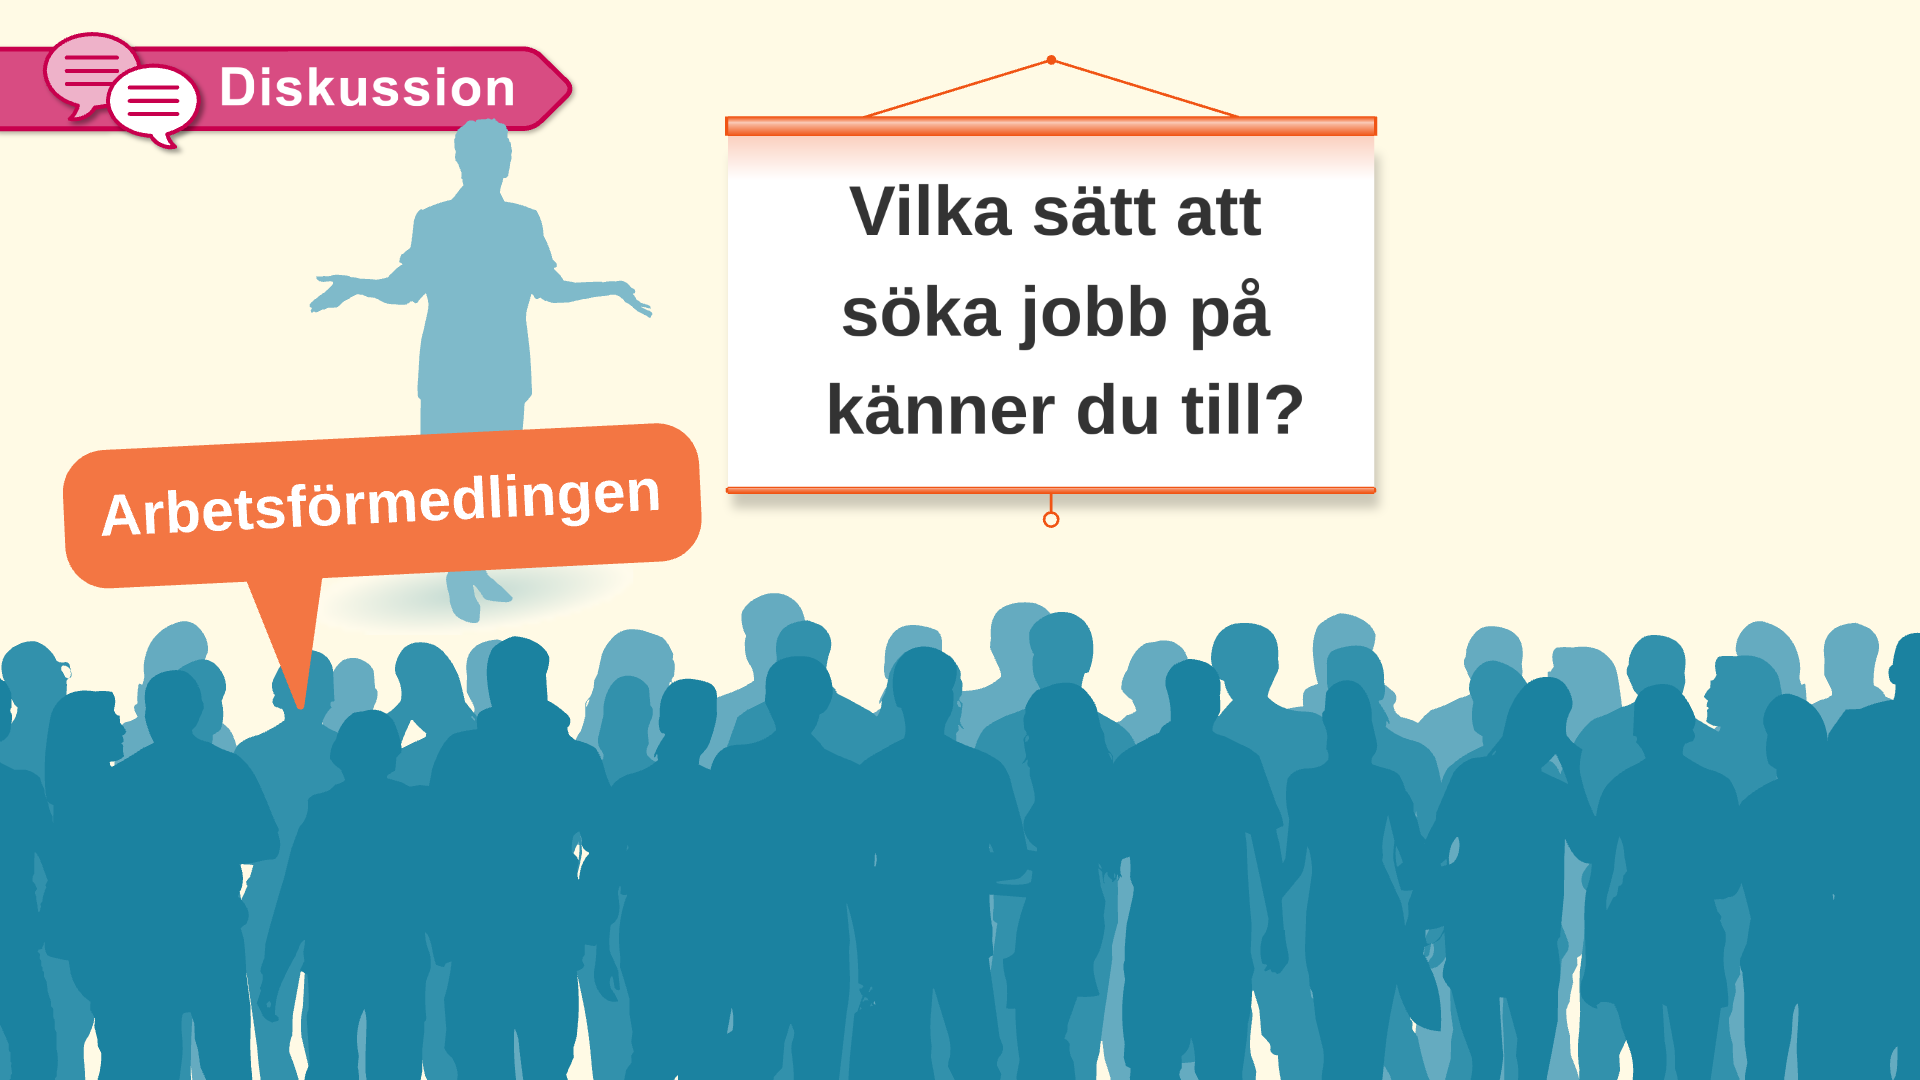 Diskussion
Vilka sätt att
söka jobb på
känner du till?
Arbetsförmedlingen